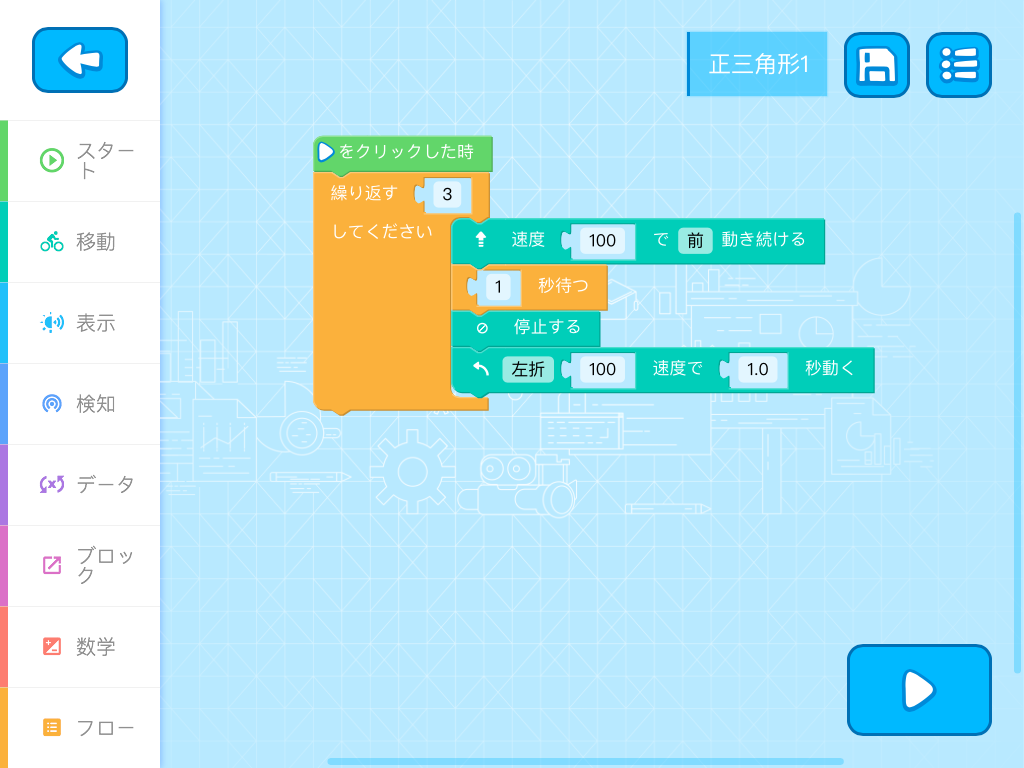 正三角形1
スタート
移動
表示
検知
データ
ブロック
数学
フロー
をクリックした時
繰り返す 3
してください
速度 100 で 前 動き続ける
1 秒待つ
停止する
左折 100 速度で 1.0 秒動く